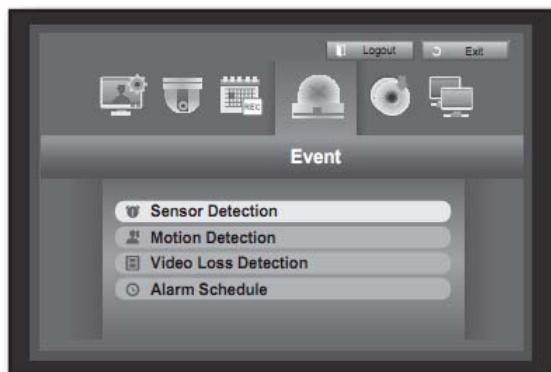 Logout Exit
REC
Event
Sensor Detection
Motion Detection
Video Loss Detection
Alarm Schedule